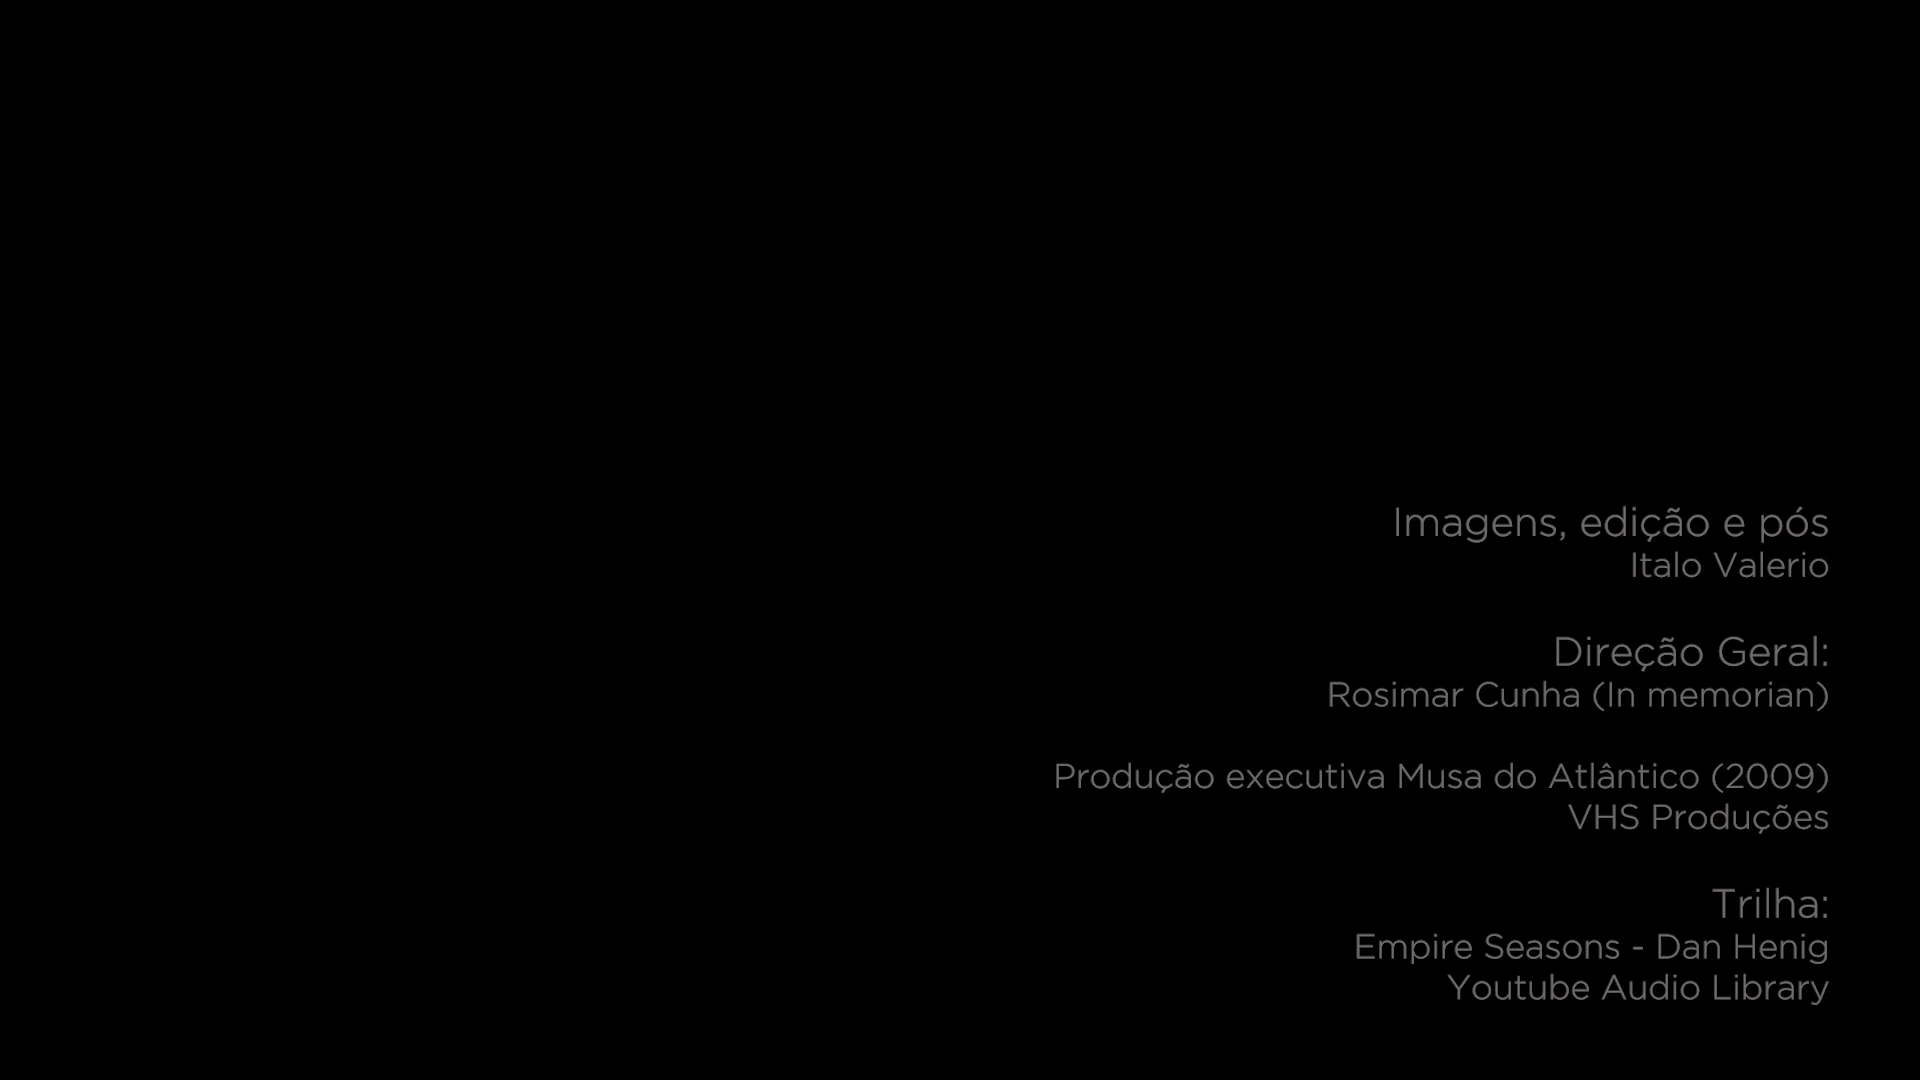 Imagens, edição e pós
Italo Valerio
Direção Geral:
Rosimar Cunha (In memorian)
Produção executiva Musa do Atlântico (2009)
VHS Produções
Trilha:
Empire Seasons - Dan Henig
Youtube Audio Library